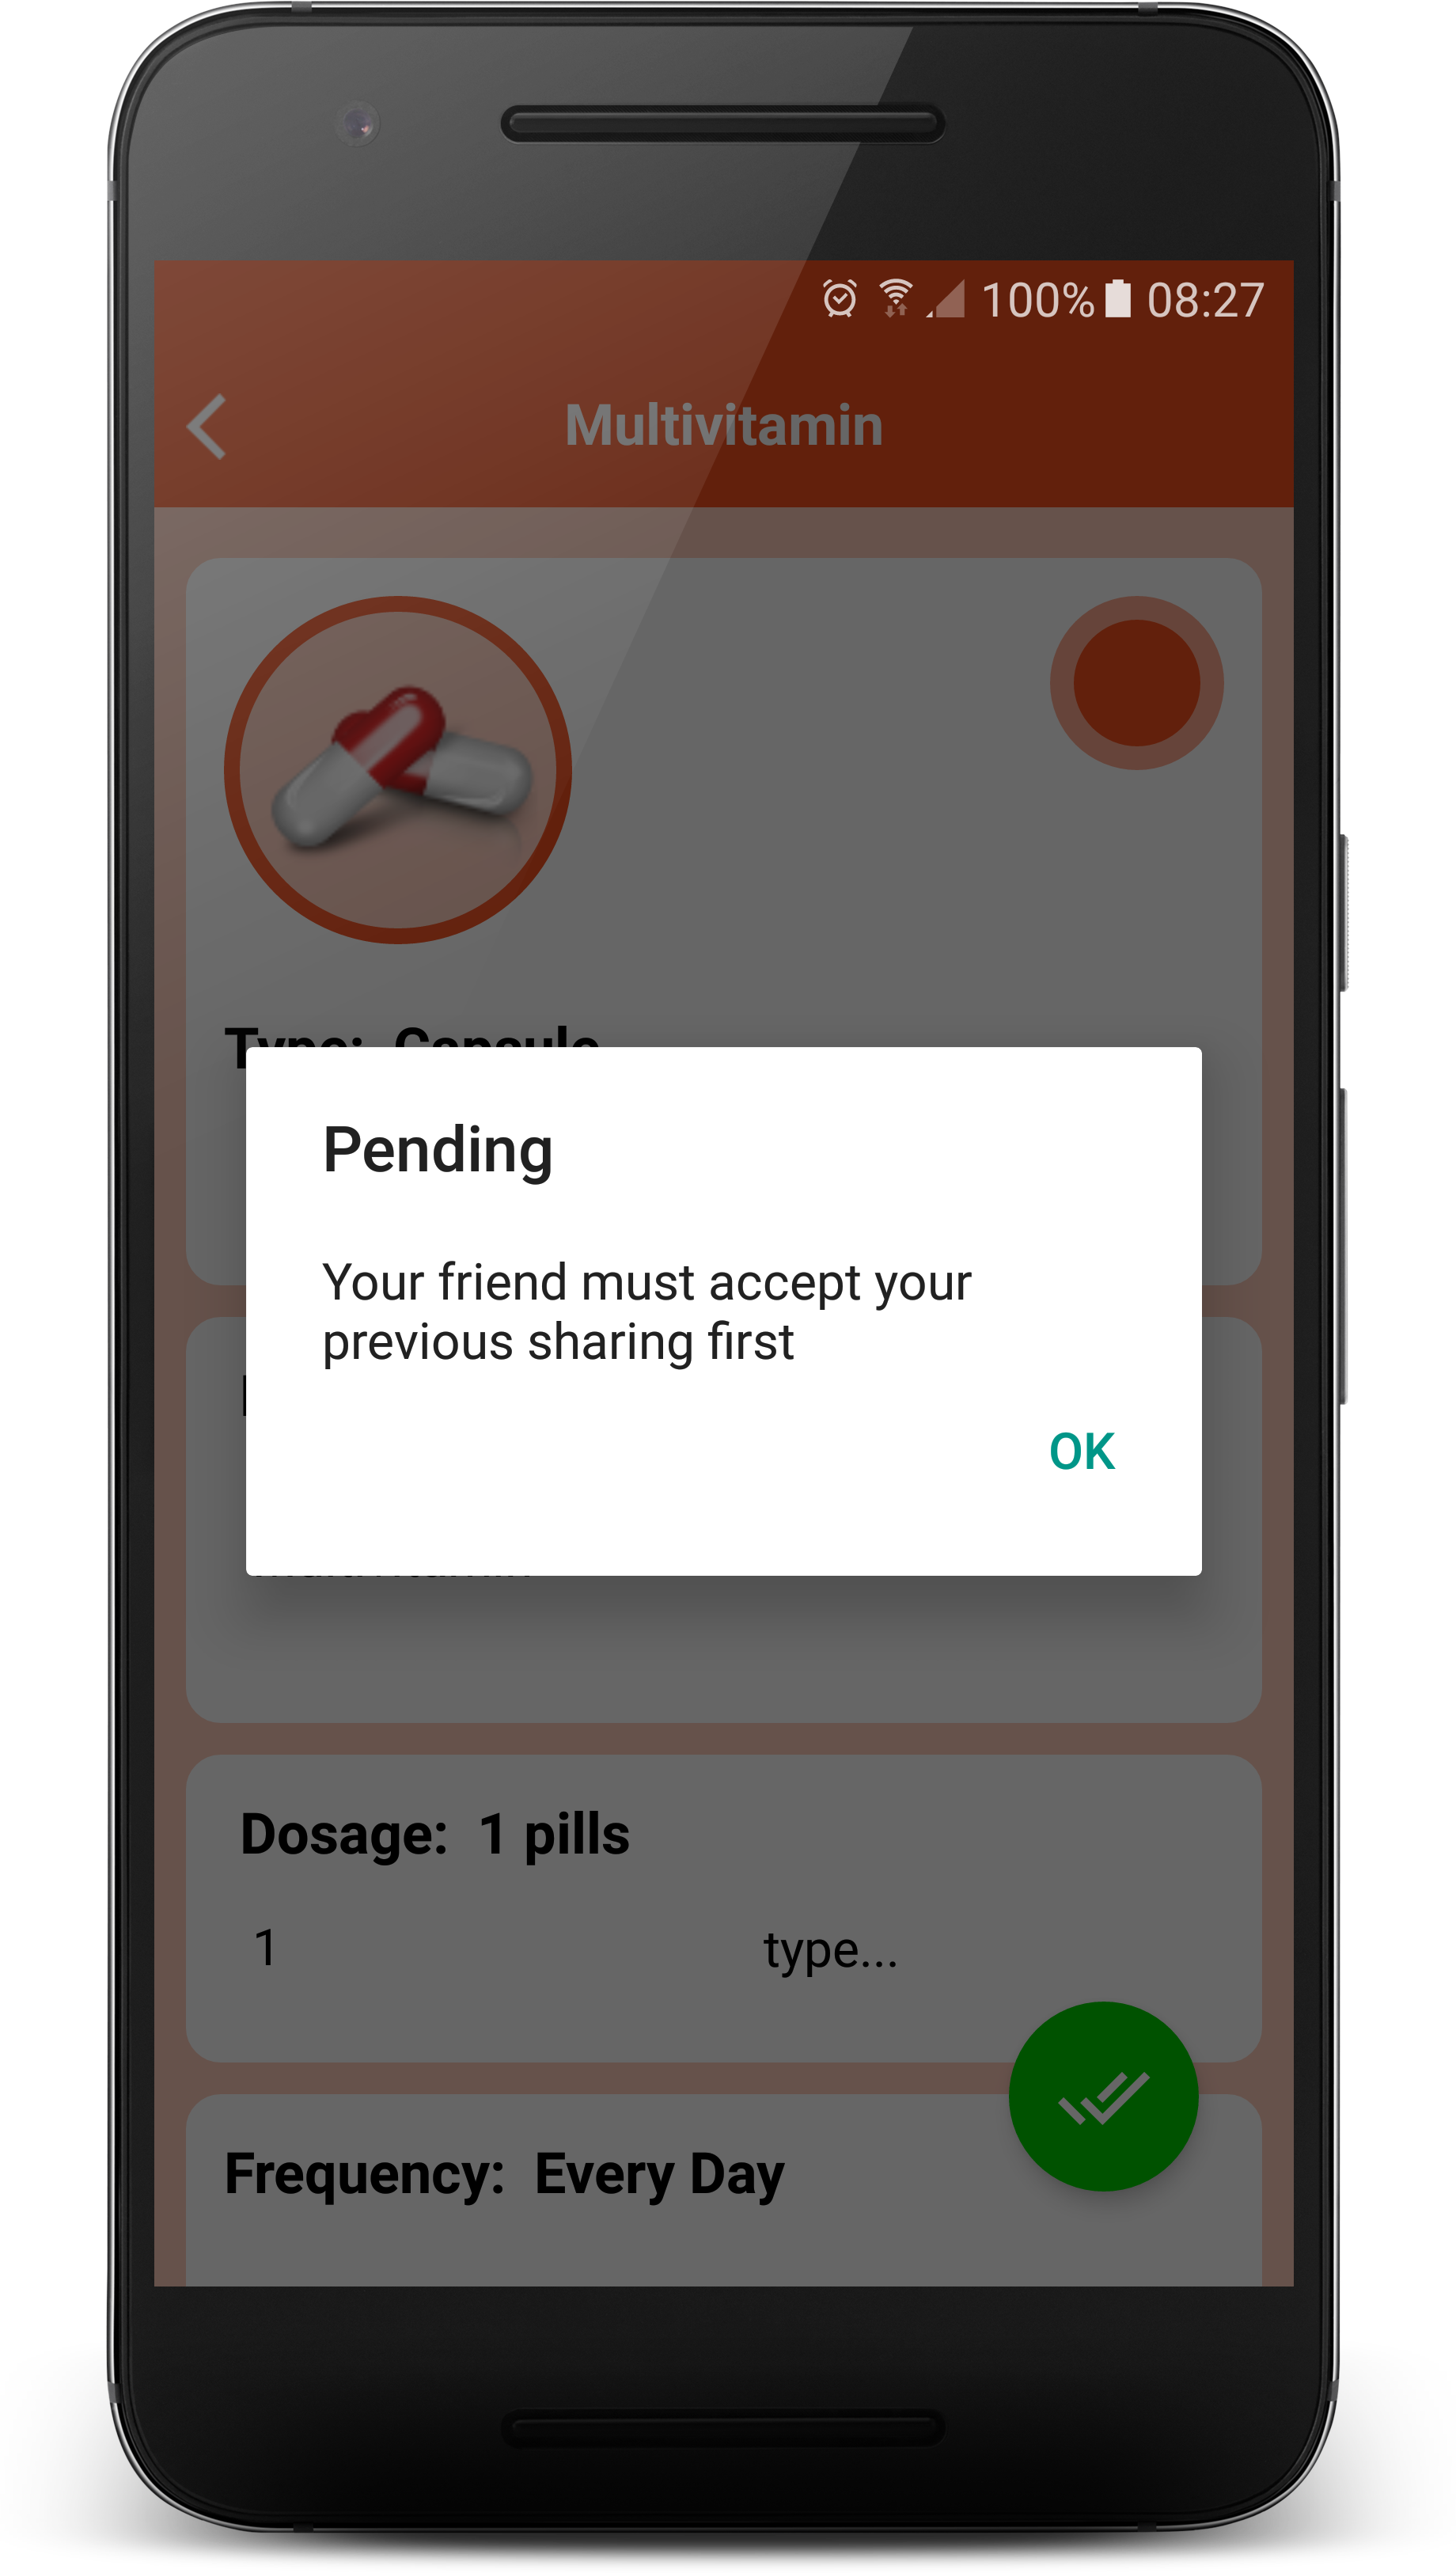 100% 08:27
Multivitamin
Type: Capsule
Pending
Your friend must accept your
previous sharing first
OK
Dosage: 1 pills
1 type...
Frequency: Every Day